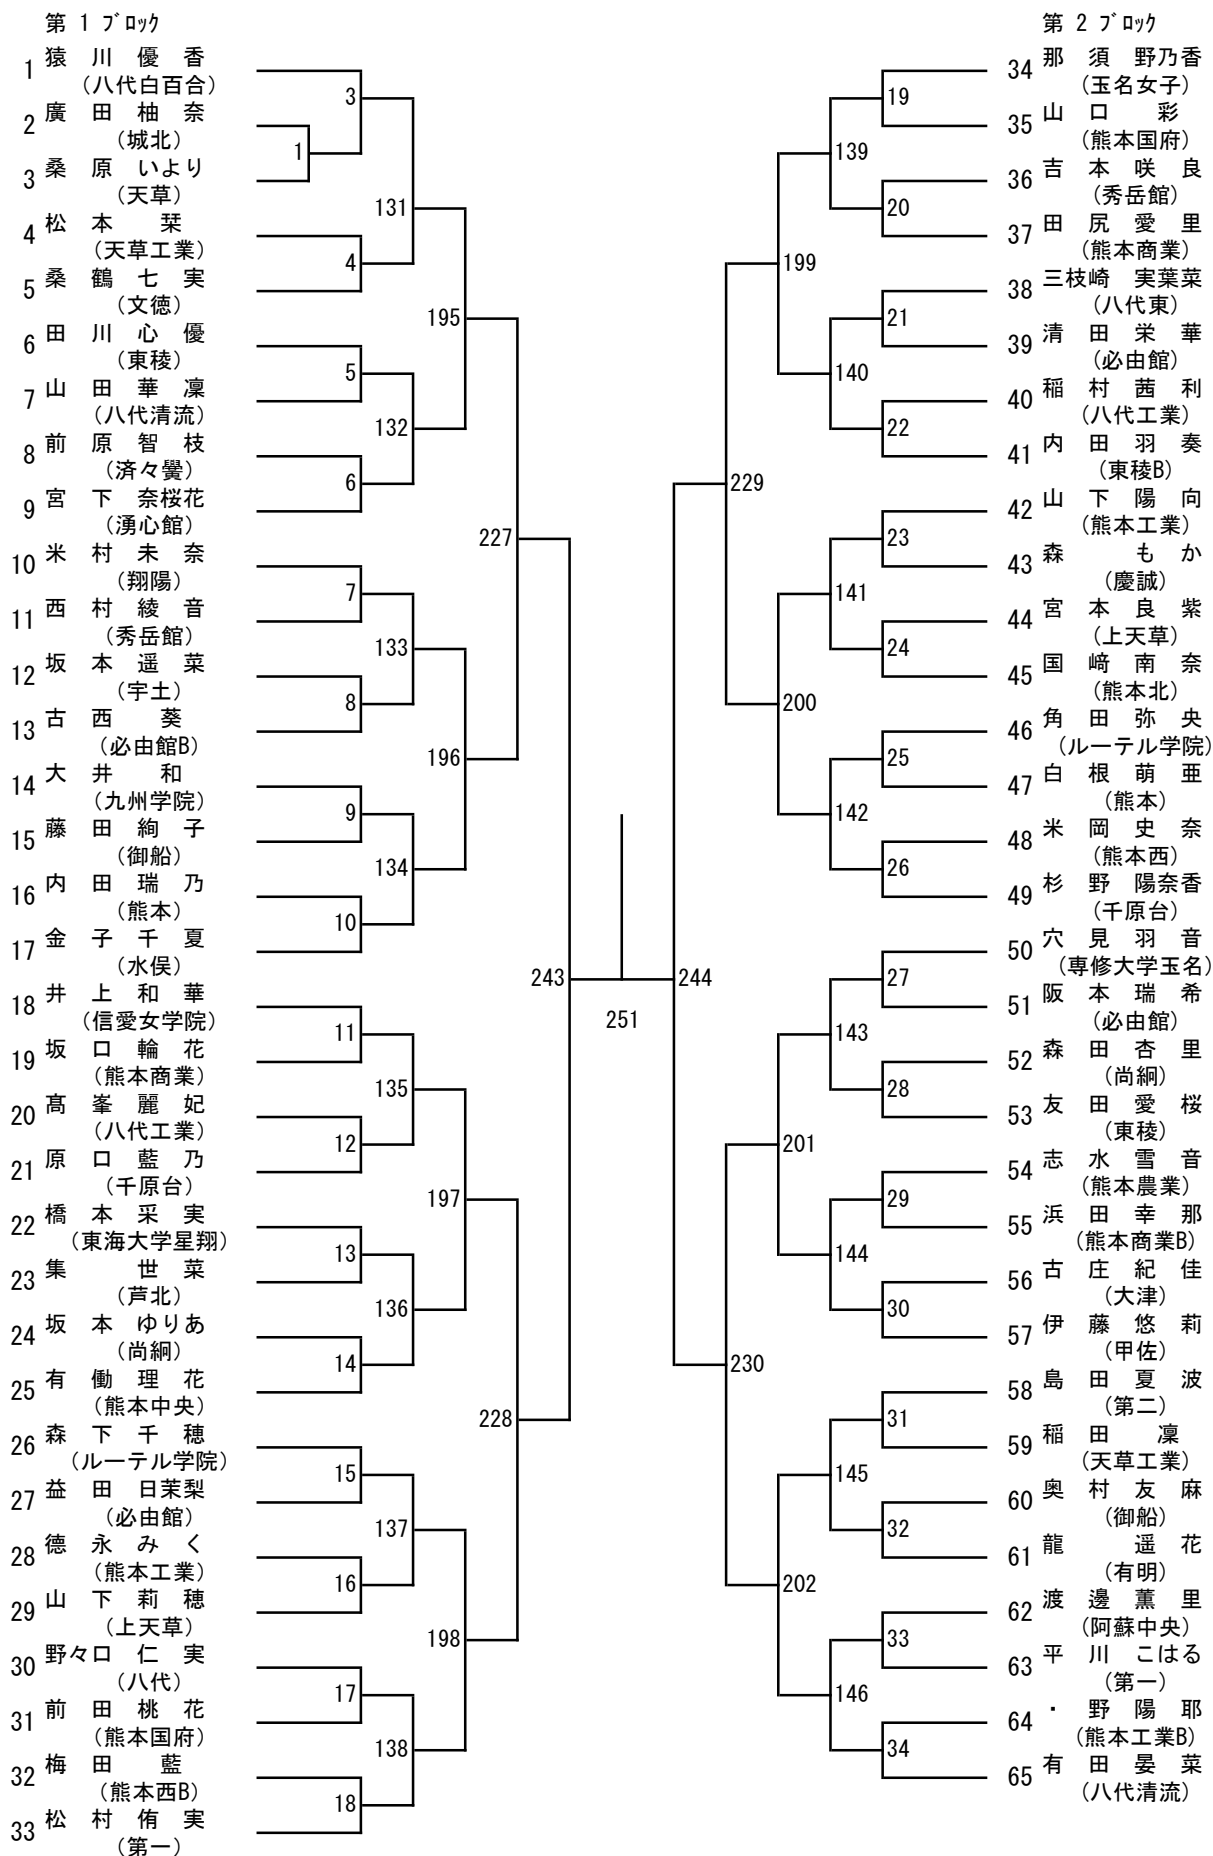 第 1 ブロック
1 猿 川 優 香
(八代白百合)
2 廣 田 柚 奈
(城北)
3 桑 原 いより
(天草)
4 松 本 栞
(天草工業)
5 桑 鶴 七 実
(文徳)
6 田 川 心 優
(東稜)
7 山 田 華 凜
(八代清流)
8 前 原 智 枝
(済々黌)
9 宮 下 奈桜花
(湧心館)
10 米 村 未 奈
(翔陽)
11 西 村 綾 音
(秀岳館)
12 坂 本 遥 菜
(宇土)
13 古 西 葵
(必由館B)
14 大 井 和
(九州学院)
15 藤 田 絢 子
(御船)
16 内 田 瑞 乃
(熊本)
17 金 子 千 夏
(水俣)
18 井 上 和 華
(信愛女学院)
19 坂 口 輪 花
(熊本商業)
20 髙 峯 麗 妃
(八代工業)
21 原 口 藍 乃
(千原台)
22 橋 本 采 実
(東海大学星翔)
23 集 世 菜
(芦北)
24 坂 本 ゆりあ
(尚絅)
25 有 働 理 花
(熊本中央)
26 森 下 千 穂
(ルーテル学院)
27 益 田 日茉梨
(必由館)
28 德 永 み く
(熊本工業)
29 山 下 莉 穂
(上天草)
30 野々口 仁 実
(八代)
31 前 田 桃 花
(熊本国府)
32 梅 田 藍
(熊本西B)
33 松 村 侑 実
(第一)
3
1
131
4
195
5
132
6
227
7
133
8
196
9
134
10
243
11
135
12
197
13
136
14
228
15
137
16
198
17
138
18
251
244
229
230
199
200
201
202
139
140
141
142
143
144
145
146
19
20
21
22
23
24
25
26
27
28
29
30
31
32
33
34
第 2 ブロック
34 那 須 野乃香
(玉名女子)
35 山 口 彩
(熊本国府)
36 吉 本 咲 良
(秀岳館)
37 田 尻 愛 里
(熊本商業)
38 三枝崎 実葉菜
(八代東)
39 清 田 栄 華
(必由館)
40 稲 村 茜 利
(八代工業)
41 内 田 羽 奏
(東稜B)
42 山 下 陽 向
(熊本工業)
43 森 も か
(慶誠)
44 宮 本 良 紫
(上天草)
45 国 﨑 南 奈
(熊本北)
46 角 田 弥 央
(ルーテル学院)
47 白 根 萌 亜
(熊本)
48 米 岡 史 奈
(熊本西)
49 杉 野 陽奈香
(千原台)
50 穴 見 羽 音
(専修大学玉名)
51 阪 本 瑞 希
(必由館)
52 森 田 杏 里
(尚絅)
53 友 田 愛 桜
(東稜)
54 志 水 雪 音
(熊本農業)
55 浜 田 幸 那
(熊本商業B)
56 古 庄 紀 佳
(大津)
57 伊 藤 悠 莉
(甲佐)
58 島 田 夏 波
(第二)
59 稲 田 凜
(天草工業)
60 奥 村 友 麻
(御船)
61 龍 遥 花
(有明)
62 渡 邊 薫 里
(阿蘇中央)
63 平 川 こはる
(第一)
64 ・ 野 陽 耶
(熊本工業B)
65 有 田 晏 菜
(八代清流)